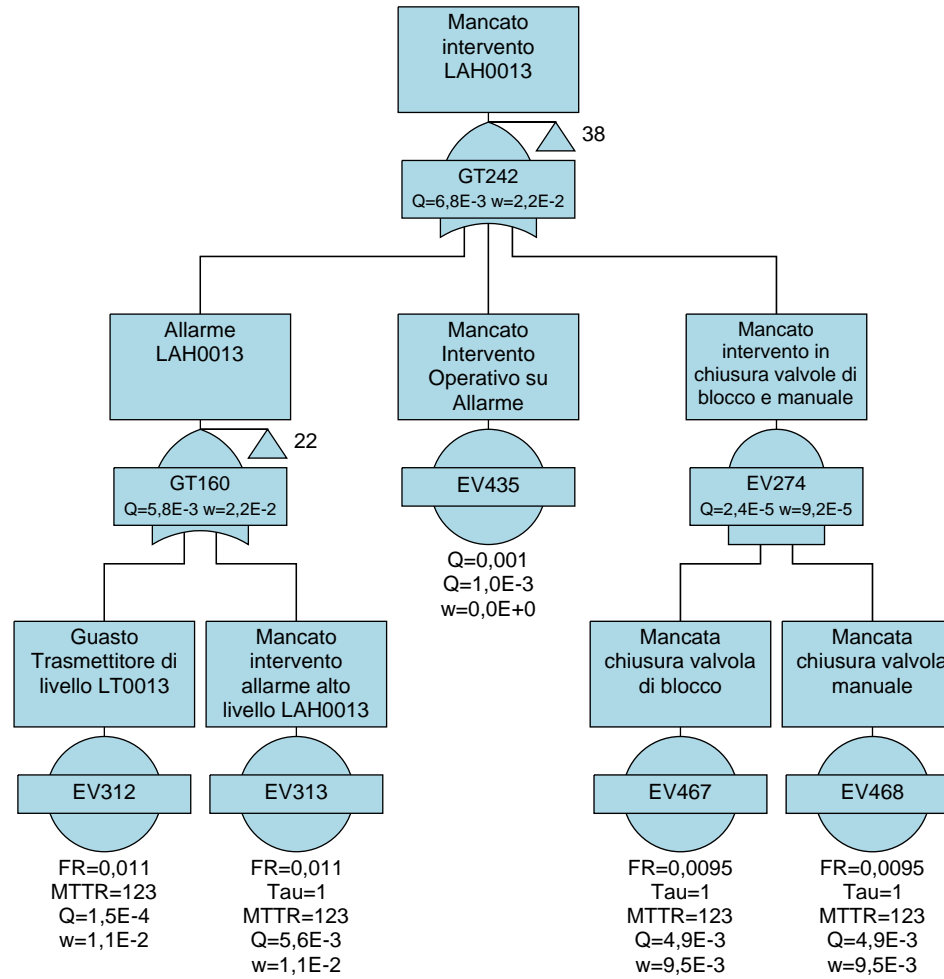 Mancato
intervento
LAH0013
38
GT242
Q=6,8E-3 w=2,2E-2
Allarme
LAH0013
22
GT160
Q=5,8E-3 w=2,2E-2
Mancato
Intervento
Operativo su
Allarme
EV435
Q=0,001
Q=1,0E-3
w=0,0E+0
Mancato
intervento in
chiusura valvole di
blocco e manuale
EV274
Q=2,4E-5 w=9,2E-5
Guasto
Trasmettitore di
livello LT0013
EV312
FR=0,011
MTTR=123
Q=1,5E-4
w=1,1E-2
Mancato
intervento
allarme alto
livello LAH0013
EV313
FR=0,011
Tau=1
MTTR=123
Q=5,6E-3
w=1,1E-2
Mancata
chiusura valvola
di blocco
EV467
FR=0,0095
Tau=1
MTTR=123
Q=4,9E-3
w=9,5E-3
Mancata
chiusura valvola
manuale
EV468
FR=0,0095
Tau=1
MTTR=123
Q=4,9E-3
w=9,5E-3